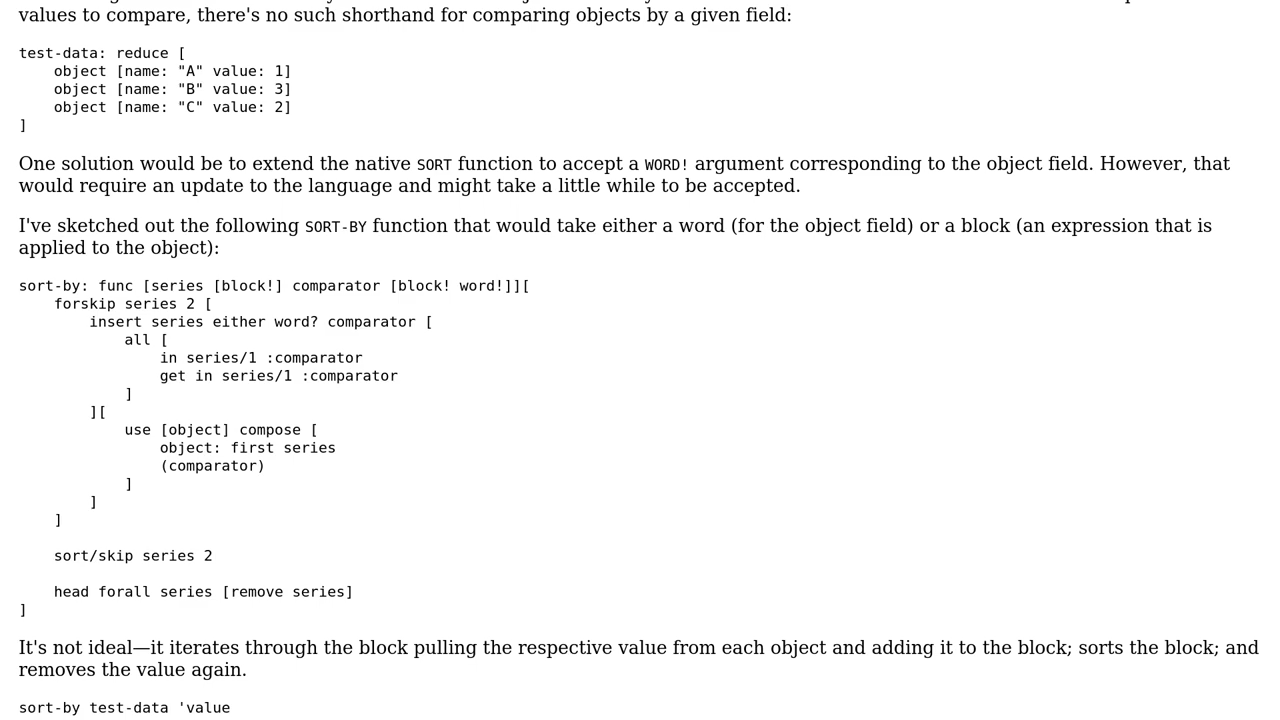 values to compare, there's no such shorthand for comparing objects by a given field:
test-data: reduce [
    object [name: "A" value: 1]
    object [name: "B" value: 3]
    object [name: "C" value: 2]
]
One solution would be to extend the native SORT function to accept a WORD! argument corresponding to the object field. However, that
would require an update to the language and might take a little while to be accepted.
I've sketched out the following SORT-BY function that would take either a word (for the object field) or a block (an expression that is
applied to the object):
sort-by: func [series [block!] comparator [block! word!]][
    forskip series 2 [
        insert series either word? comparator [
            all [
                in series/1 :comparator
                get in series/1 :comparator
            ]
        ][
            use [object] compose [
                object: first series
                (comparator)
            ]
        ]
    ]
    sort/skip series 2
    head forall series [remove series]
]
It's not ideal—it iterates through the block pulling the respective value from each object and adding it to the block; sorts the block; and
removes the value again.
sort-by test-data 'value